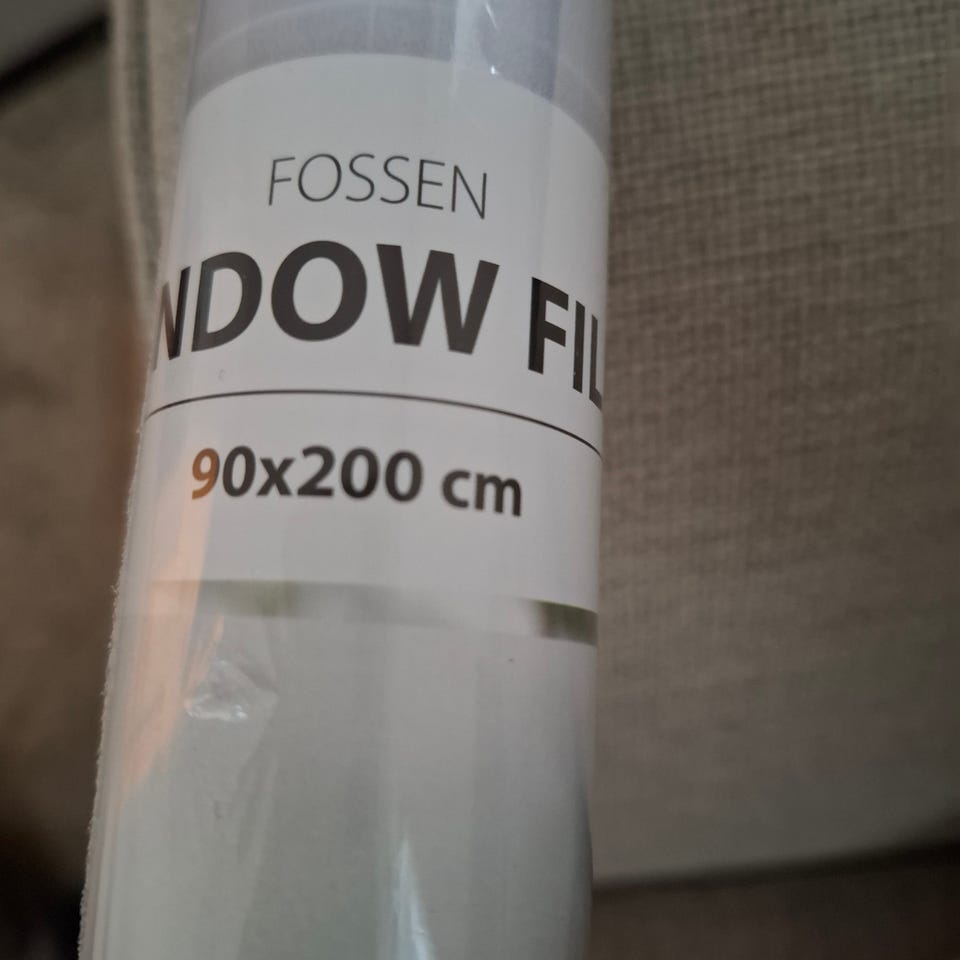 FOSSEN
NDOW FIL
90x200 cm